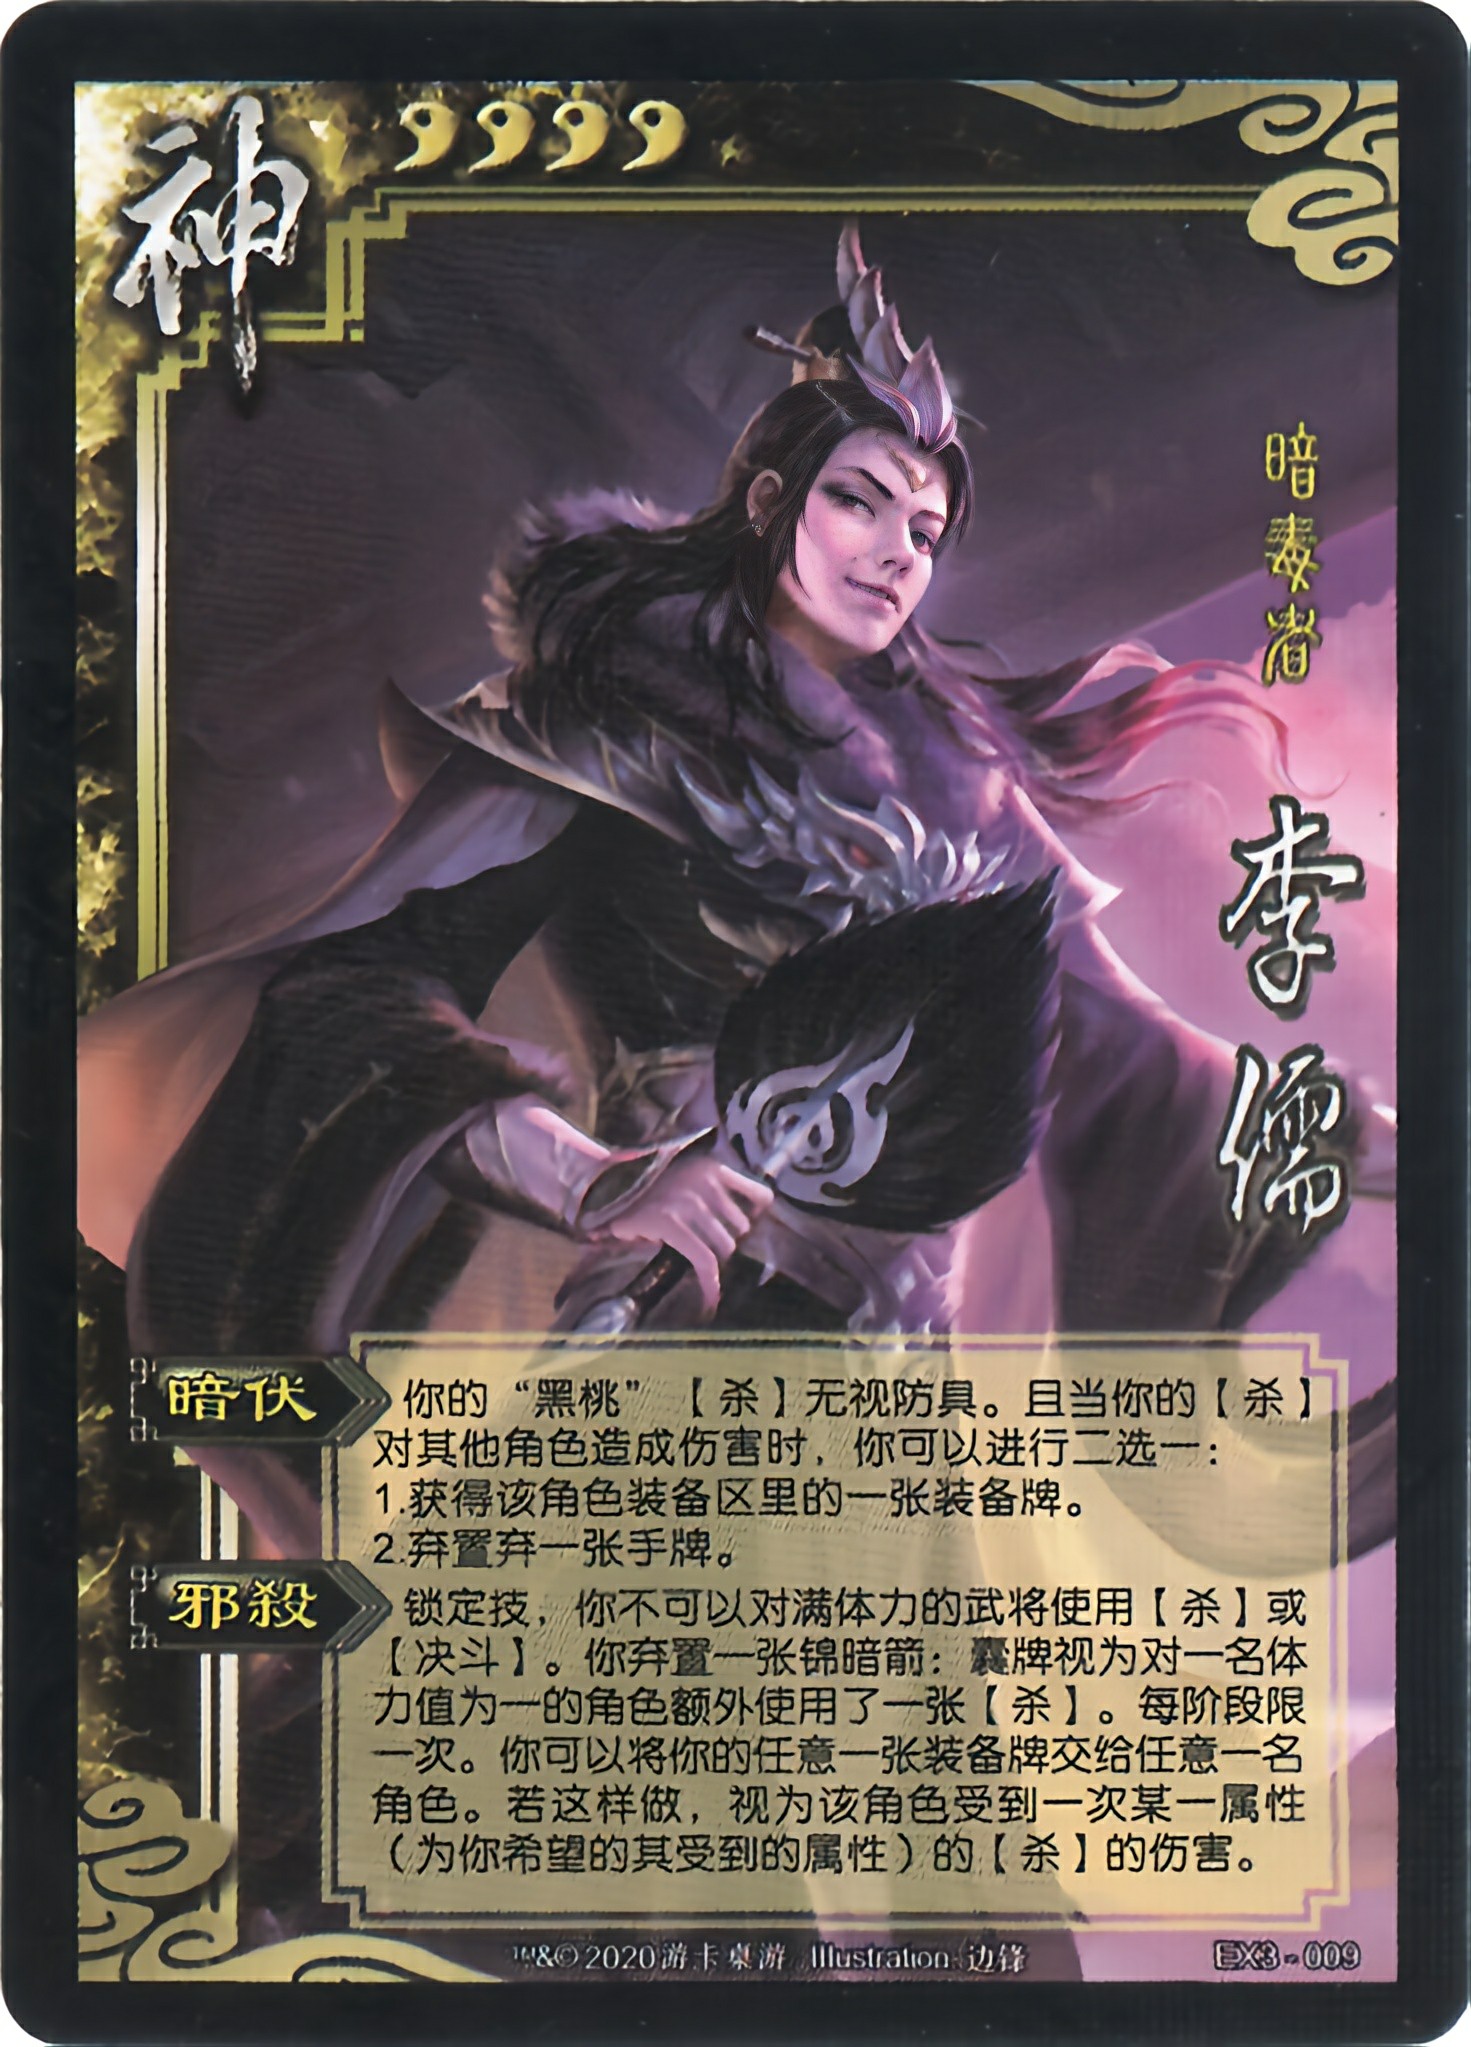 神
暗毒者
李儒
暗伏
你的“黑桃”【杀】无视防具。且当你的【杀】
对其他角色造成伤害时，你可以进行二选一：
1.获得该角色装备区里的一张装备牌。
2.弃置弃一张手牌。
邪殺
锁定技，你不可以对满体力的武将使用【杀】或
【决斗】。你弃置一张锦暗箭：囊牌视为对一名体
力值为一的角色额外使用了一张【杀】。每阶段限
一次。你可以将你的任意一张装备牌交给任意一名
角色。若这样做，视为该角色受到一次某一属性
（为你希望的其受到的属性）的【杀】的伤害。
™&©2020游卡桌游 Illustration 边锋
EX3-009